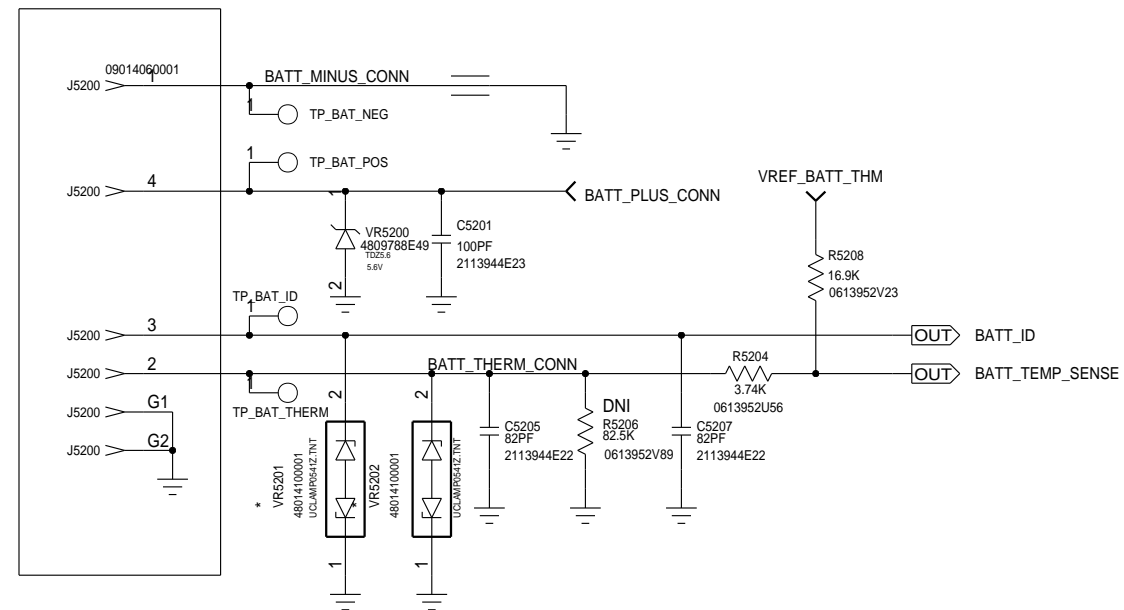 09014060001
J5200
1
BATT_MINUS_CONN
1
TP_BAT_NEG
1
TP_BAT_POS
J5200
4
BATT_PLUS_CONN
VREF_BATT_THM
1
VR5200
4809788E49
TDZ5.6
5.6V
2
C5201
100PF
2113944E23
R5208
16.9K
0613952V23
TP_BAT_ID
1
J5200
3
OUT
BATT_ID
J5200
2
BATT_THERM_CONN
R5204
3.74K
0613952U56
OUT
BATT_TEMP_SENSE
1
TP_BAT_THERM
J5200
G1
J5200
G2
2
2
* VR5201
48014100001
UCLAMP0541Z.TNT
1
* VR5202
48014100001
UCLAMP0541Z.TNT
1
C5205
82PF
2113944E22
DNI
R5206
82.5K
0613952V89
C5207
82PF
2113944E22